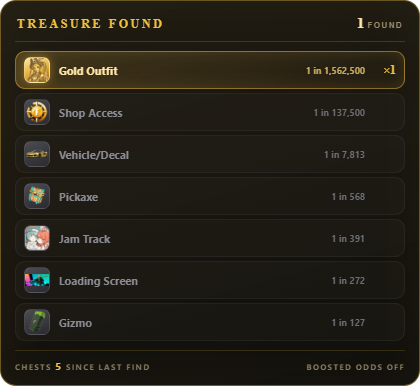 TREASURE FOUND 1 FOUND
Gold Outfit 1 in 1,562,500 ×1
Shop Access 1 in 137,500
Vehicle/Decal 1 in 7,813
Pickaxe 1 in 568
Jam Track 1 in 391
Loading Screen 1 in 272
Gizmo 1 in 127
CHESTS 5 SINCE LAST FIND BOOSTED ODDS OFF